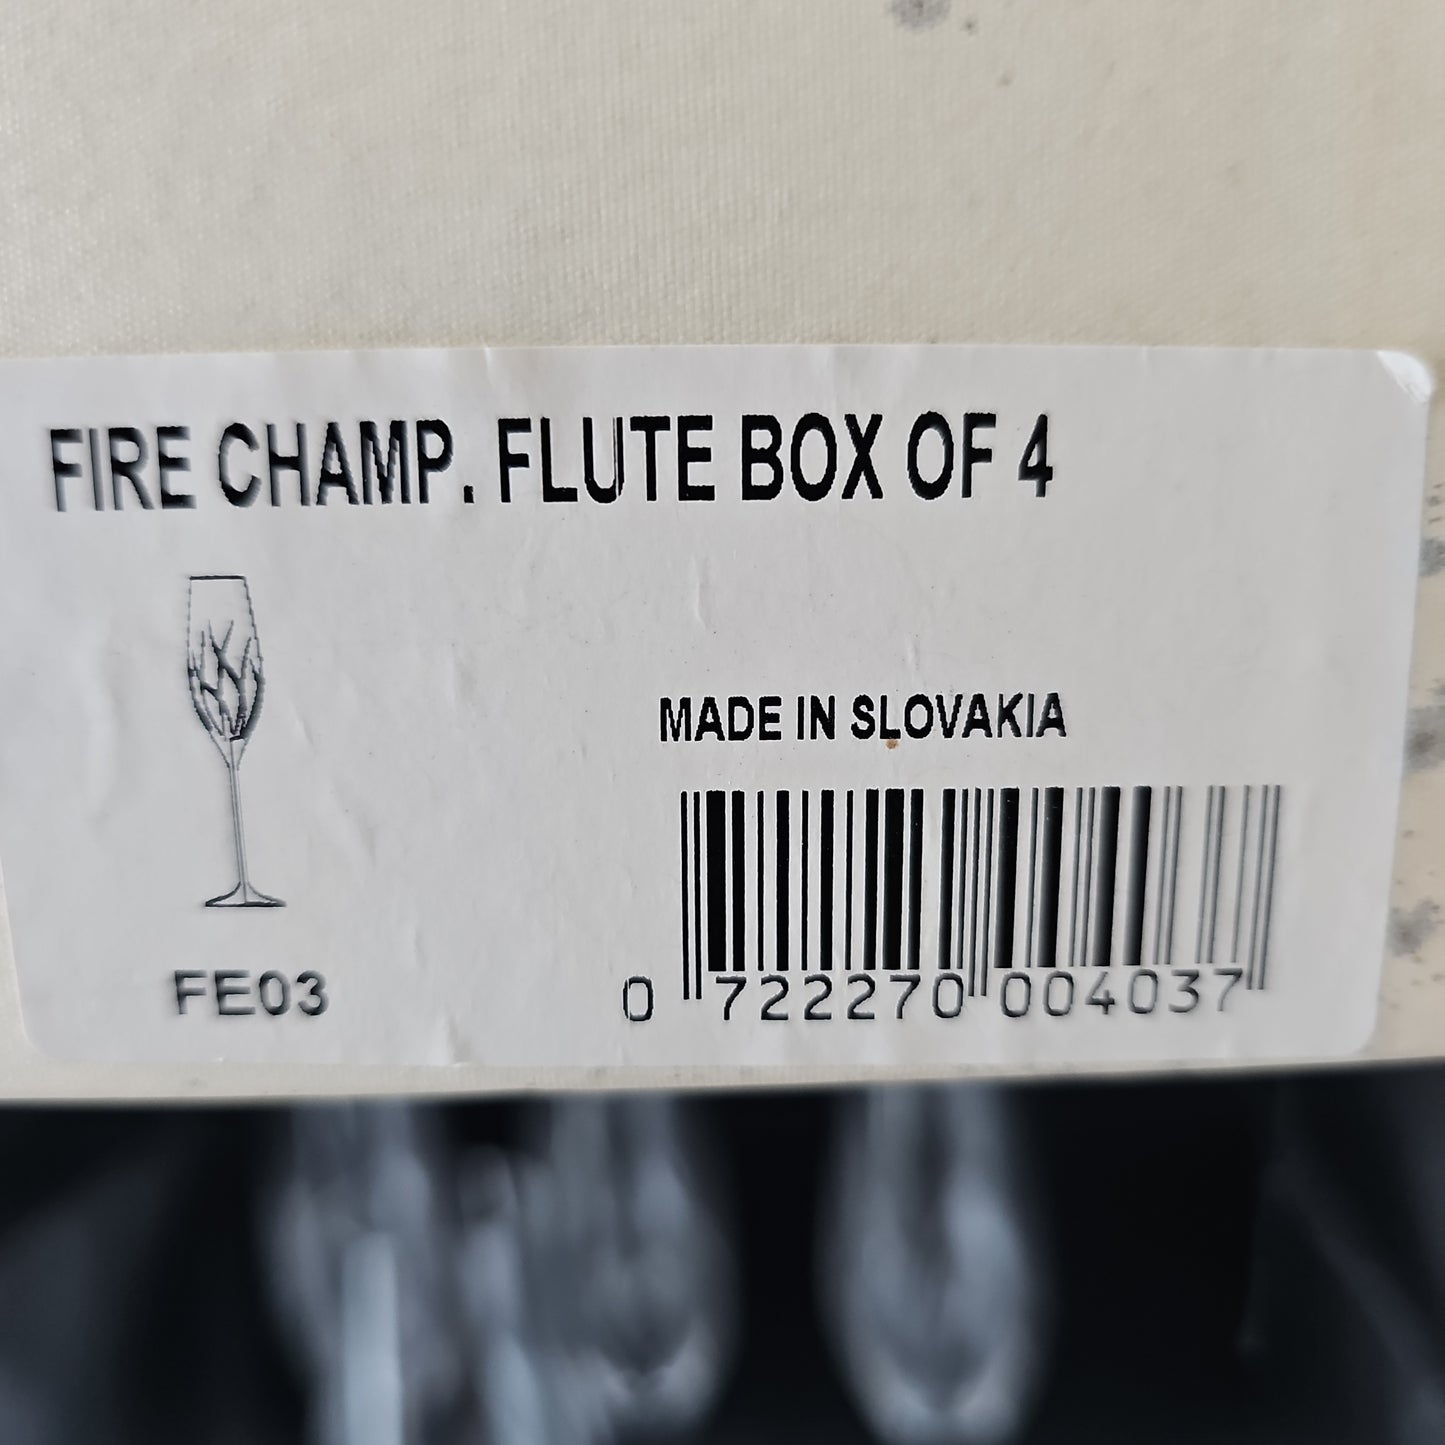 FIRE CHAMP. FLUTE BOX OF 4
MADE IN SLOVAKIA
FE03
0 722270 004037